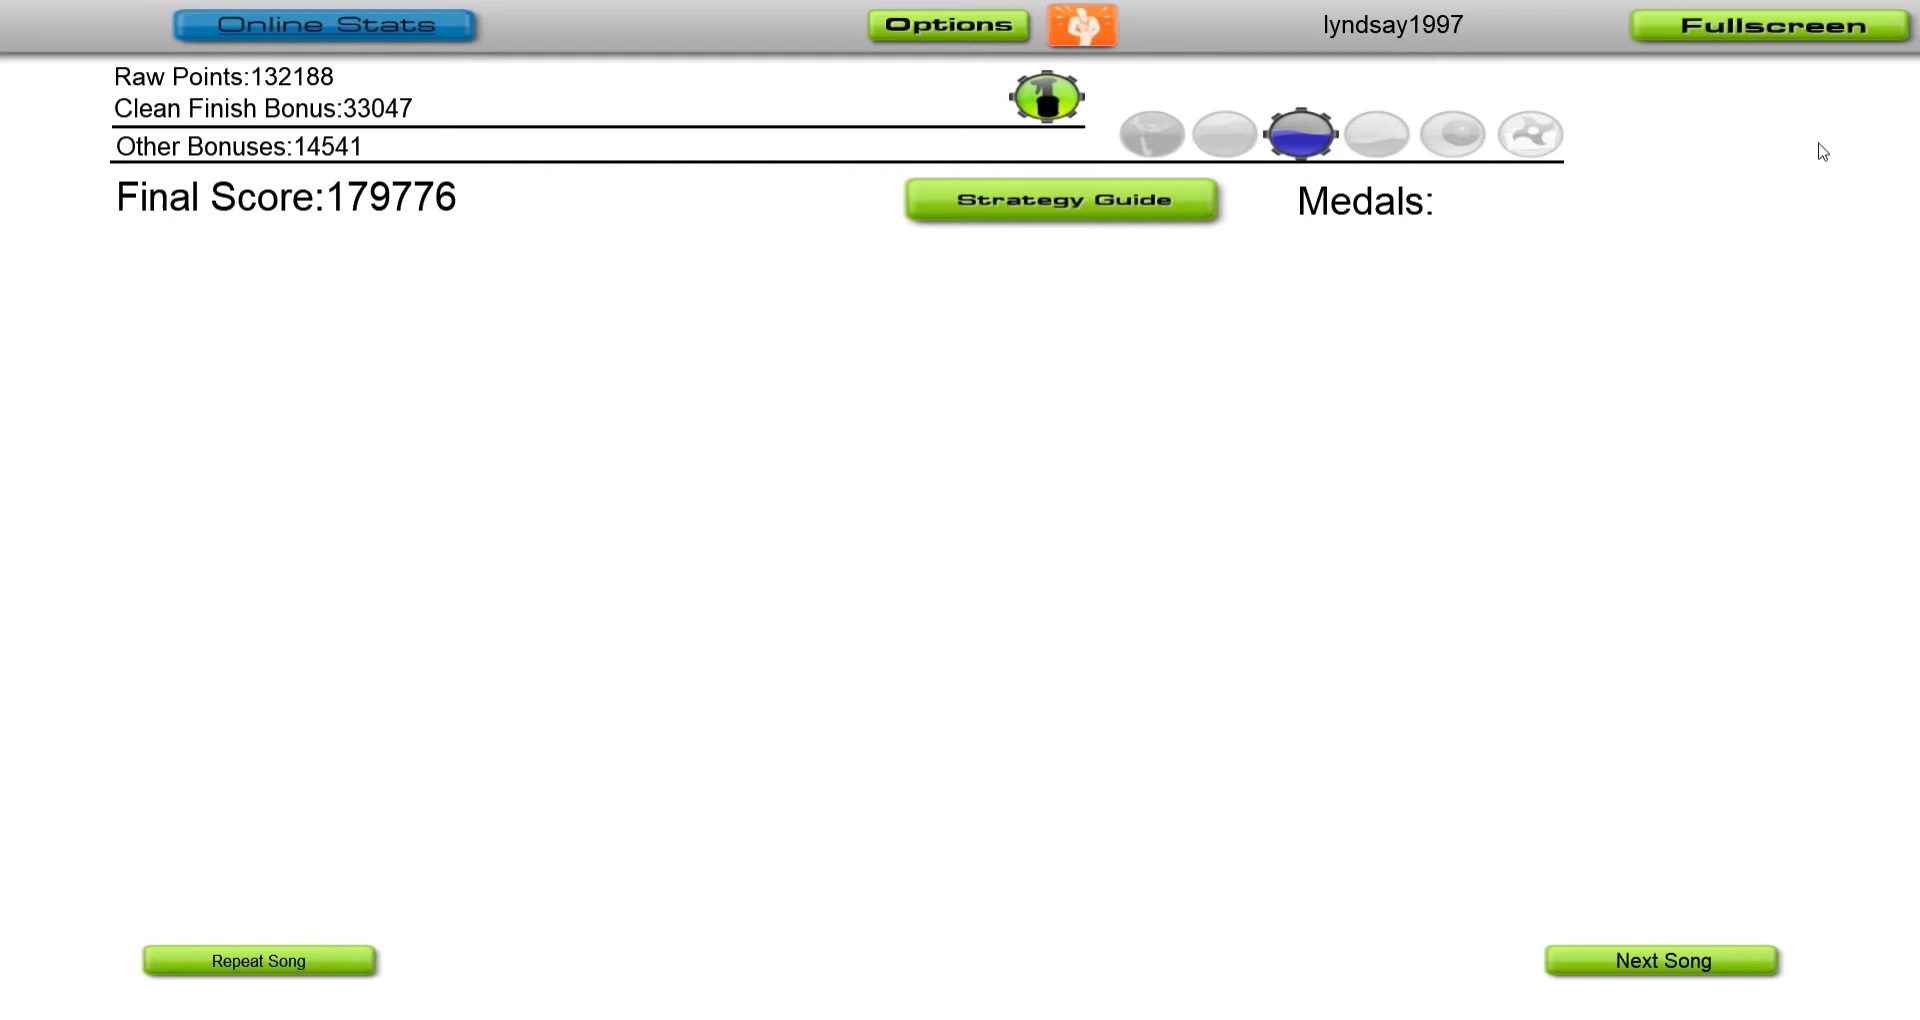 Online Stats
Options
lyndsay1997
Fullscreen
Raw Points:132188
Clean Finish Bonus:33047
Other Bonuses:14541
Final Score:179776
Strategy Guide
Medals:
Repeat Song
Next Song